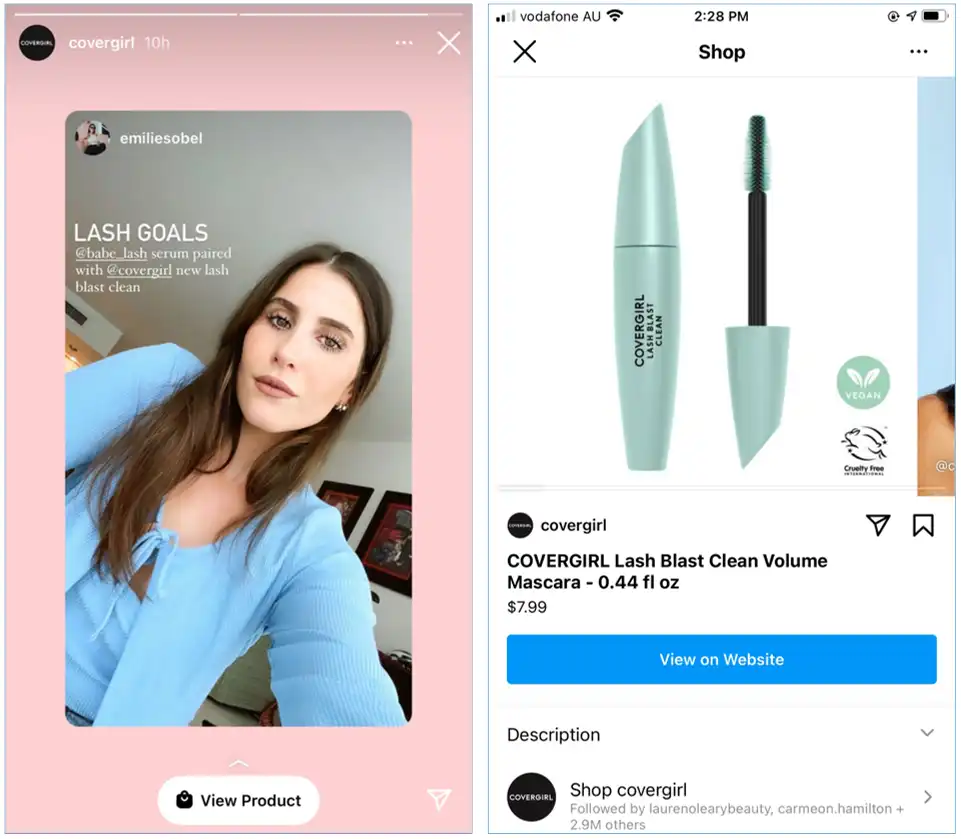 COVERGIRL
covergirl 10h
emiliesobel
LASH GOALS
@babe_lash serum paired
with @covergirl new lash
blast clean
View Product
vodafone AU
2:28 PM
Shop
COVERGIRL
LASH BLAST
CLEAN
VEGAN
Cruelty Free
INTERNATIONAL
@c
COVERGIRL
covergirl
COVERGIRL Lash Blast Clean Volume
Mascara - 0.44 fl oz
$7.99
View on Website
Description
COVERGIRL
Shop covergirl
Followed by laurenolearybeauty, carmeon.hamilton +
2.9M others